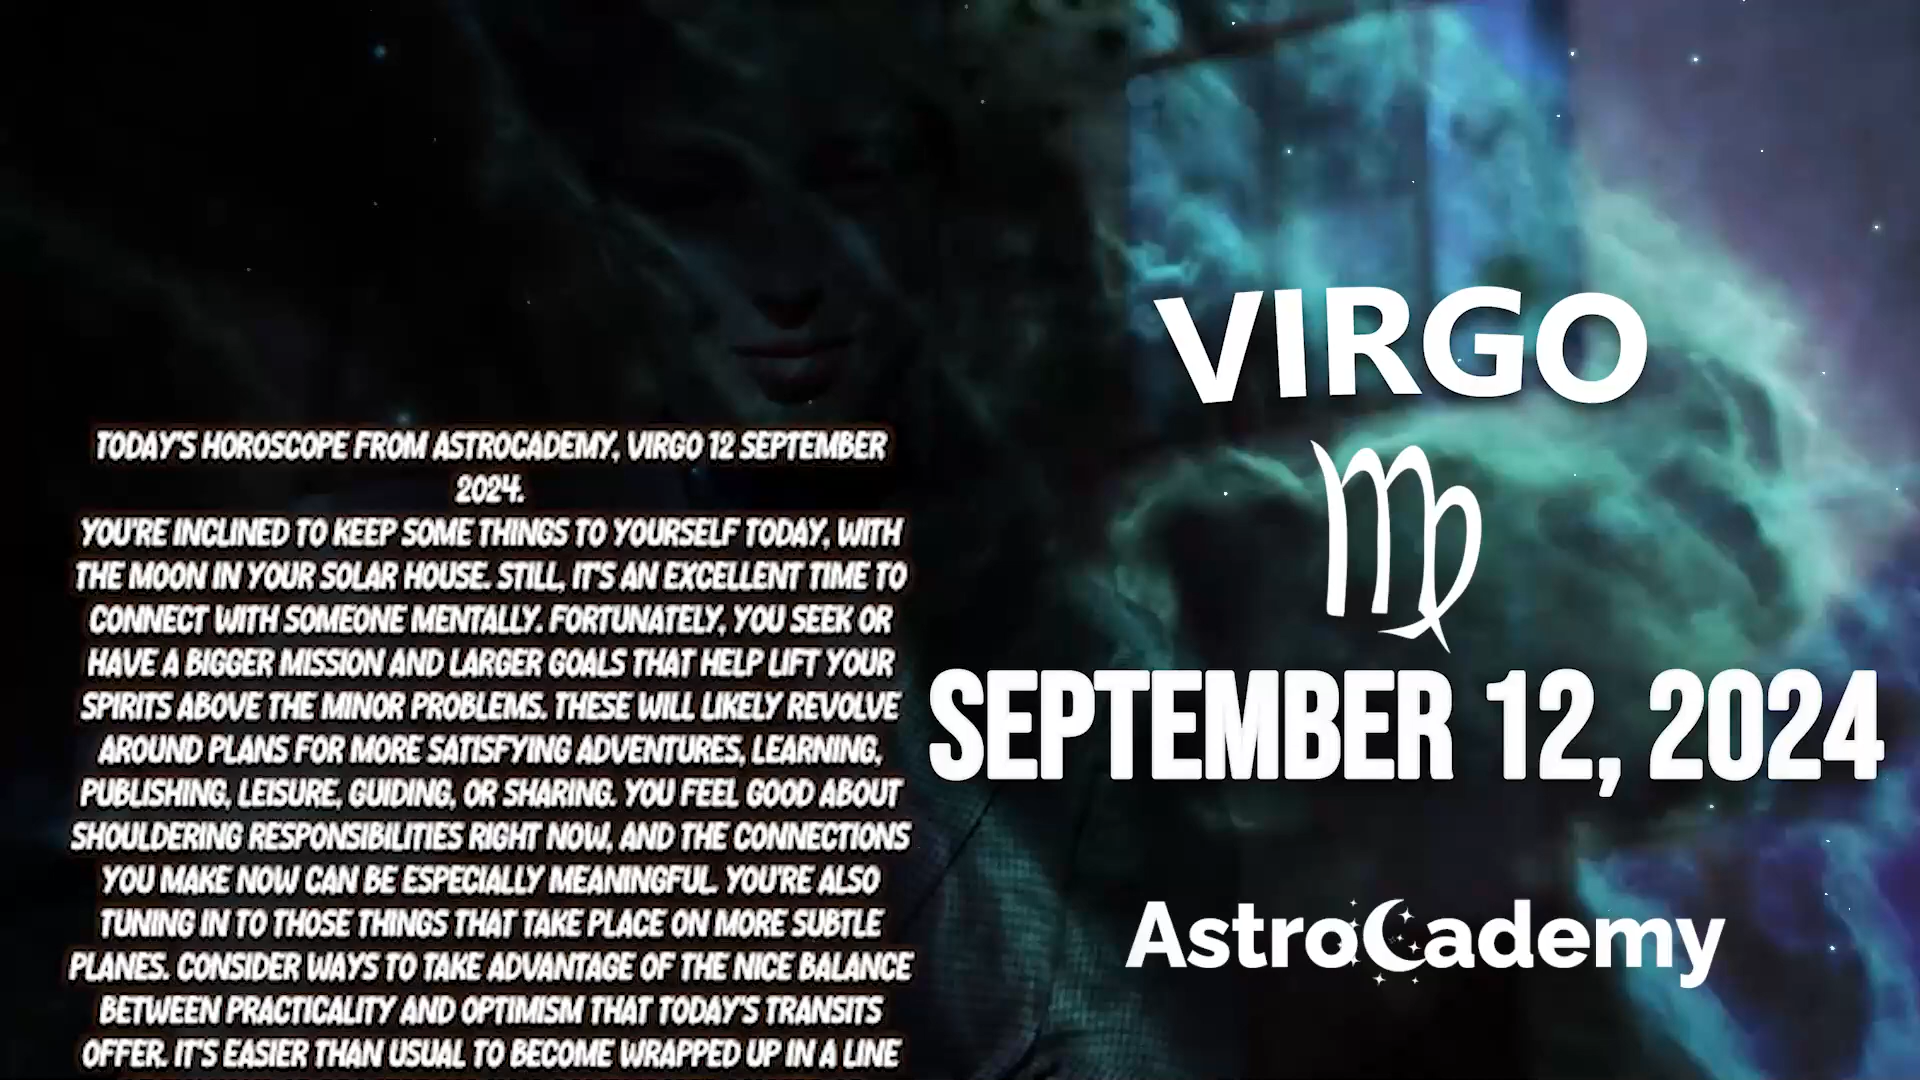 TODAY'S HOROSCOPE FROM ASTROCADEMY, VIRGO 12 SEPTEMBER
2024.
YOU'RE INCLINED TO KEEP SOME THINGS TO YOURSELF TODAY, WITH
THE MOON IN YOUR SOLAR HOUSE. STILL, IT'S AN EXCELLENT TIME TO
CONNECT WITH SOMEONE MENTALLY. FORTUNATELY, YOU SEEK OR
HAVE A BIGGER MISSION AND LARGER GOALS THAT HELP LIFT YOUR
SPIRITS ABOVE THE MINOR PROBLEMS. THESE WILL LIKELY REVOLVE
AROUND PLANS FOR MORE SATISFYING ADVENTURES, LEARNING,
PUBLISHING, LEISURE, GUIDING, OR SHARING. YOU FEEL GOOD ABOUT
SHOULDERING RESPONSIBILITIES RIGHT NOW, AND THE CONNECTIONS
YOU MAKE NOW CAN BE ESPECIALLY MEANINGFUL. YOU'RE ALSO
TUNING IN TO THOSE THINGS THAT TAKE PLACE ON MORE SUBTLE
PLANES. CONSIDER WAYS TO TAKE ADVANTAGE OF THE NICE BALANCE
BETWEEN PRACTICALITY AND OPTIMISM THAT TODAY'S TRANSITS
OFFER. IT'S EASIER THAN USUAL TO BECOME WRAPPED UP IN A LINE
VIRGO
♍
SEPTEMBER 12, 2024
AstroCademy